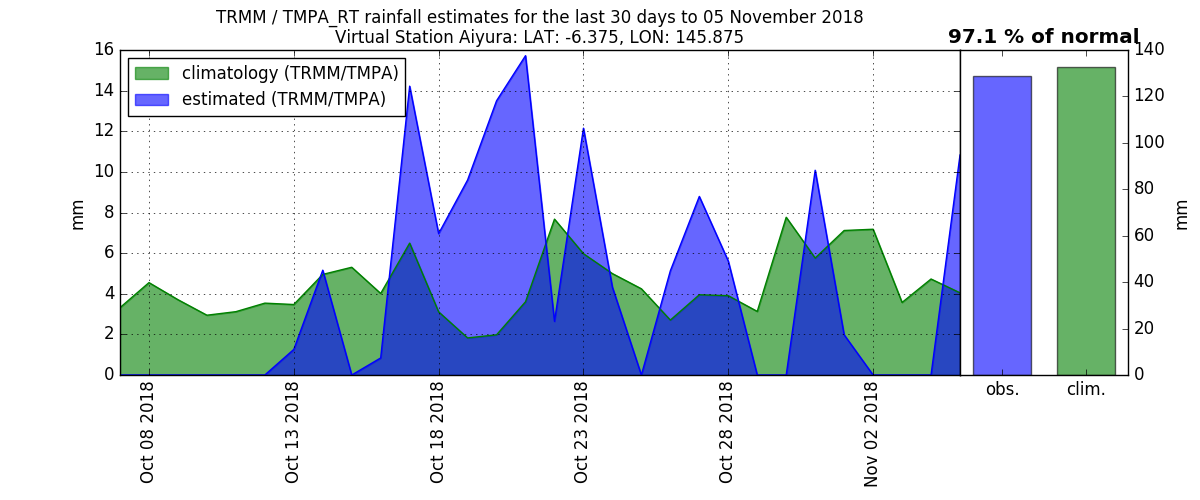 TRMM / TMPA_RT rainfall estimates for the last 30 days to 05 November 2018
Virtual Station Aiyura: LAT: -6.375, LON: 145.875
97.1 % of normal
climatology (TRMM/TMPA)
estimated (TRMM/TMPA)
mm
16
14
12
10
8
6
4
2
0
Oct 08 2018
Oct 13 2018
Oct 18 2018
Oct 23 2018
Oct 28 2018
Nov 02 2018
obs.
clim.
140
120
100
80
60
40
20
0
mm